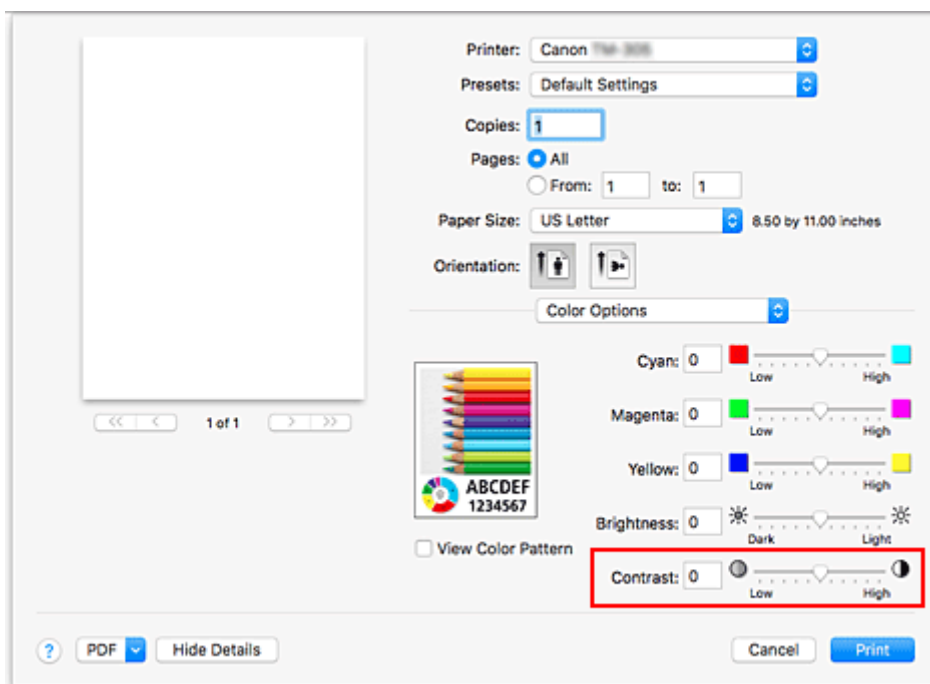 Printer: Canon
Presets: Default Settings
Copies: 1
Pages: All
From: 1 to: 1
Paper Size: US Letter 8.50 by 11.00 inches
Orientation:
Color Options
Cyan: 0
Low High
Magenta: 0
Low High
Yellow: 0
Low High
Brightness: 0
Dark Light
Contrast: 0
Low High
<< < 1 of 1 > >>
ABCDEF
1234567
View Color Pattern
? PDF Hide Details Cancel Print